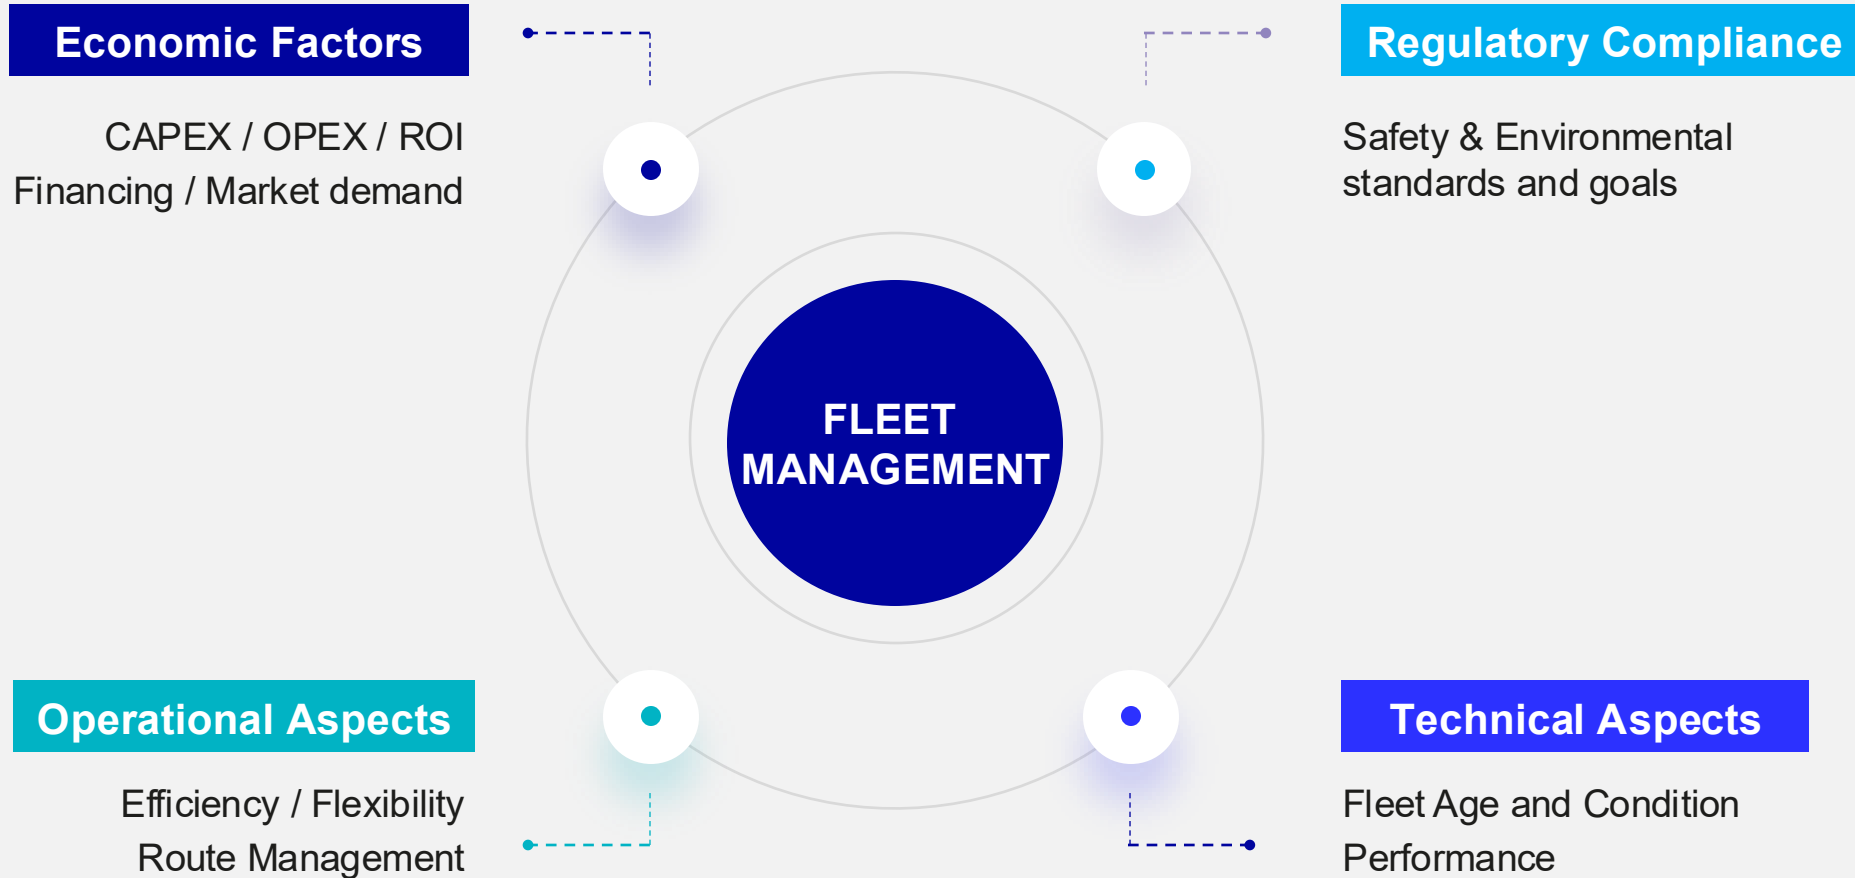 Economic Factors
CAPEX / OPEX / ROI
Financing / Market demand
Regulatory Compliance
Safety & Environmental
standards and goals
FLEET
MANAGEMENT
Operational Aspects
Efficiency / Flexibility
Route Management
Technical Aspects
Fleet Age and Condition
Performance